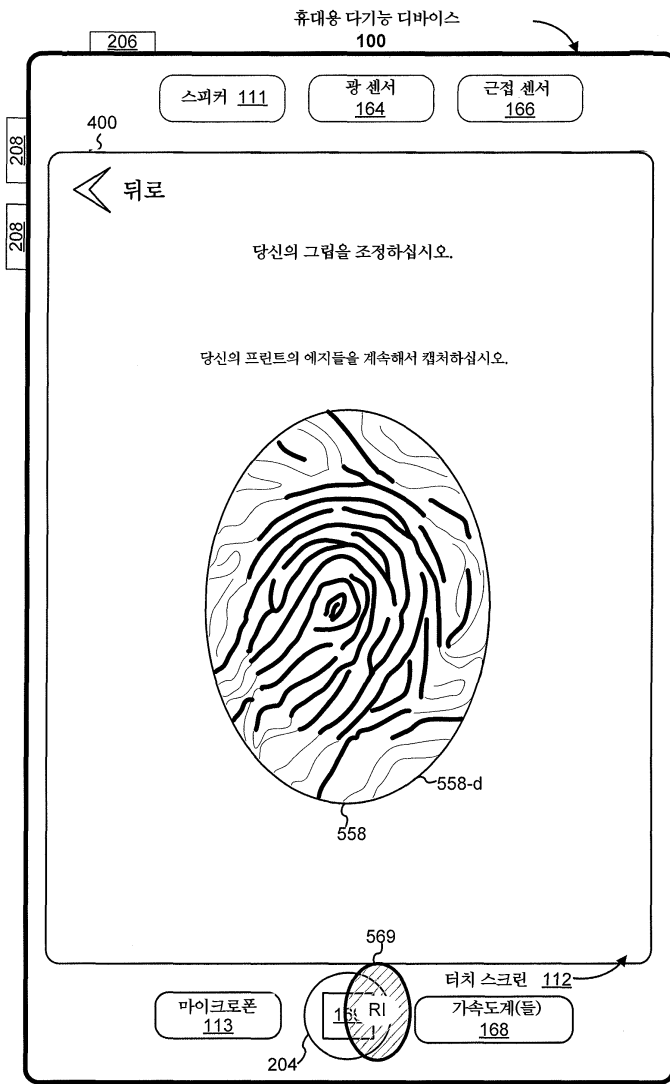 휴대용 다기능 디바이스
100
206
스피커 111
광 센서
164
근접 센서
166
208
208
400
뒤로
당신의 그립을 조정하십시오.
당신의 프린트의 에지들을 계속해서 캡처하십시오.
558-d
558
569
터치 스크린 112
마이크로폰
113
RI
가속도계(들)
168
204